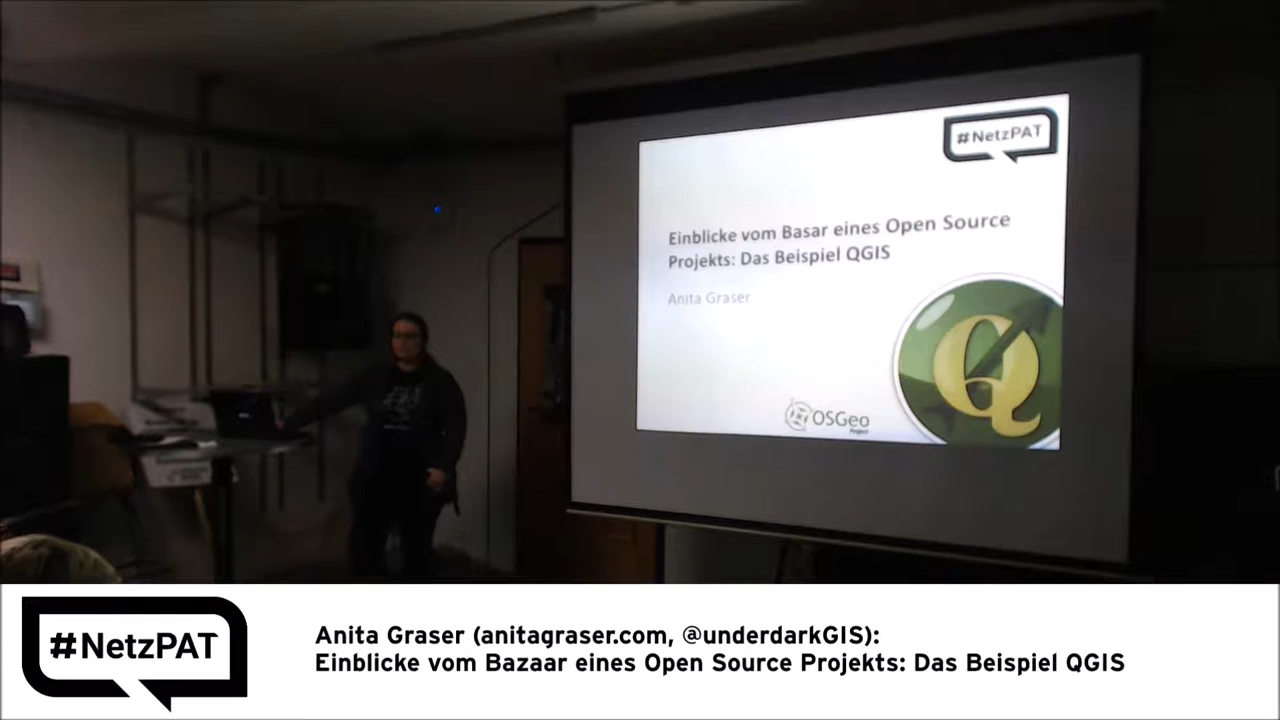 #NetzPAT
Einblicke vom Basar eines Open Source
Projekts: Das Beispiel QGIS
Anita Graser
OSGeo
Project
Q
#NetzPAT
Anita Graser (anitagraser.com, @underdarkGIS):
Einblicke vom Bazaar eines Open Source Projekts: Das Beispiel QGIS